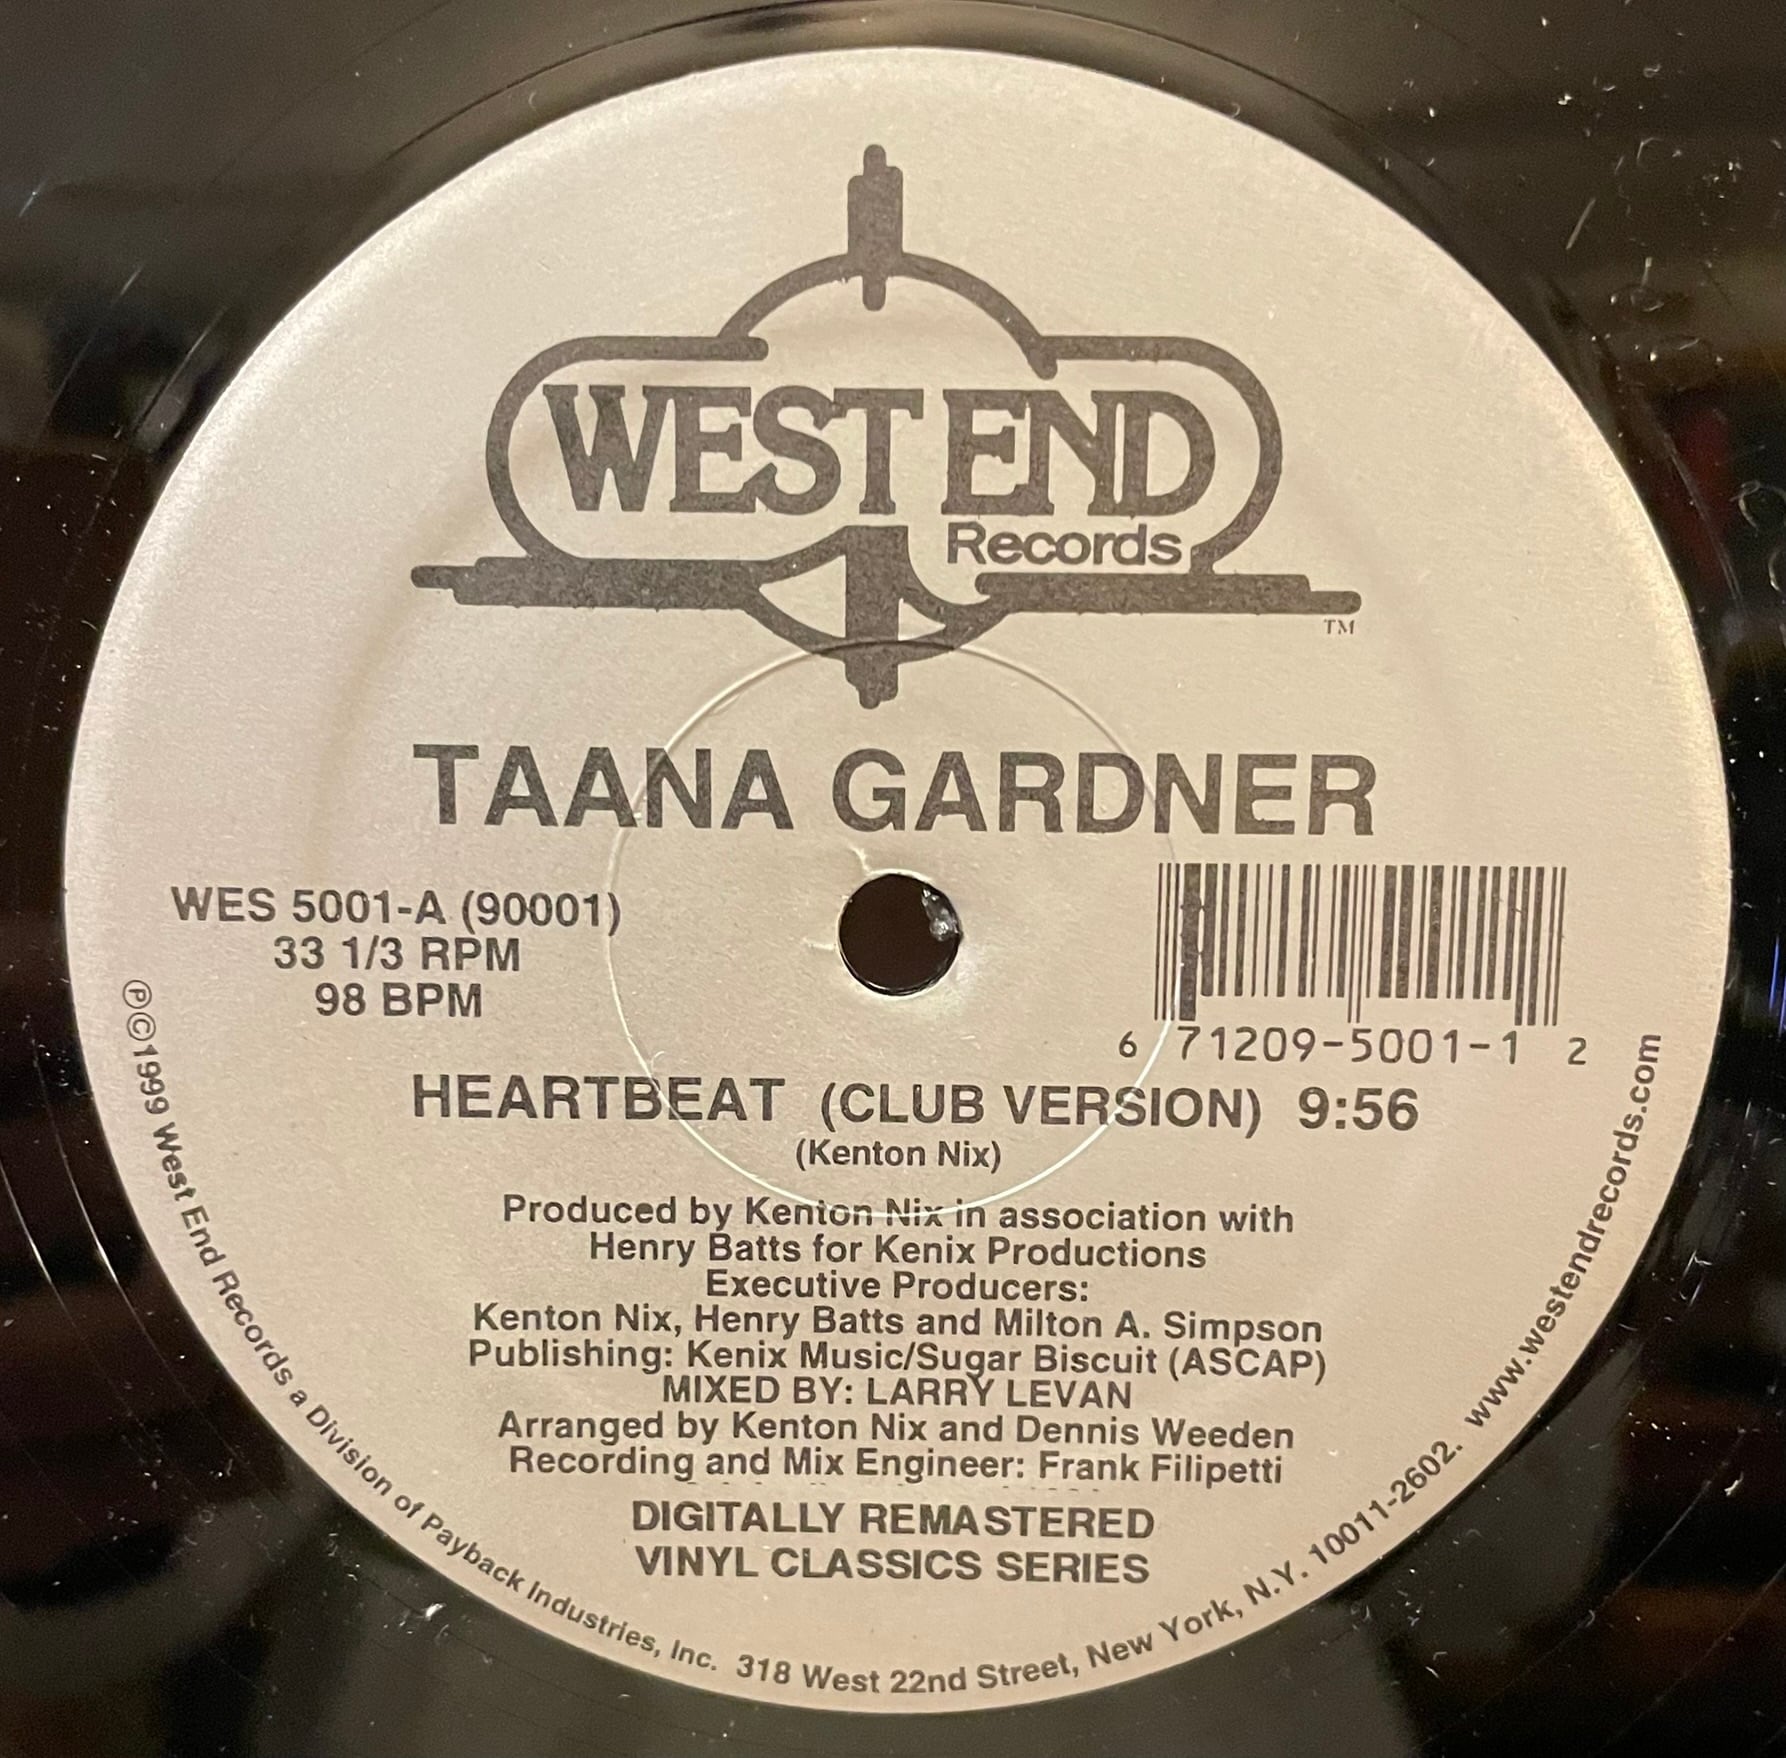 WEST END
Records
TM
TAANA GARDNER
WES 5001-A (90001)
33 1/3 RPM
98 BPM
6 71209-5001-1 2
HEARTBEAT (CLUB VERSION) 9:56
(Kenton Nix)
Produced by Kenton Nix in association with
Henry Batts for Kenix Productions
Executive Producers:
Kenton Nix, Henry Batts and Milton A. Simpson
Publishing: Kenix Music/Sugar Biscuit (ASCAP)
MIXED BY: LARRY LEVAN
Arranged by Kenton Nix and Dennis Weeden
Recording and Mix Engineer: Frank Filipetti
DIGITALLY REMASTERED
VINYL CLASSICS SERIES
℗©1999 West End Records a Division of Payback Industries, Inc. 318 West 22nd Street, New York, N.Y. 10011-2602. www.westendrecords.com